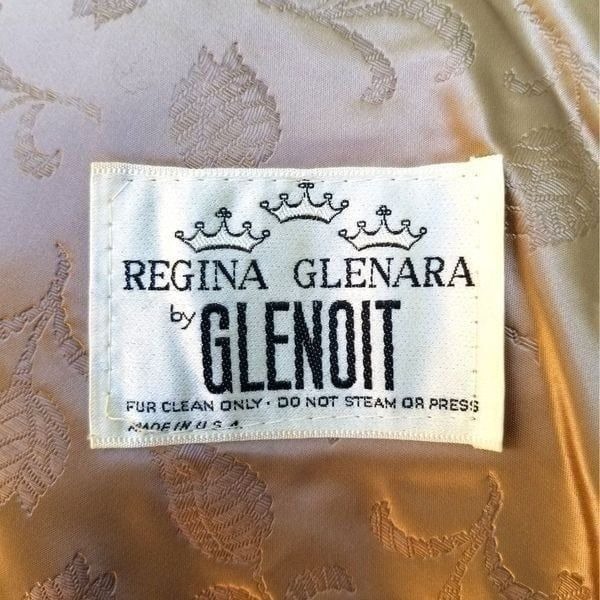 REGINA GLENARA
by GLENOIT
FUR CLEAN ONLY · DO NOT STEAM OR PRESS
MADE IN U.S.A.